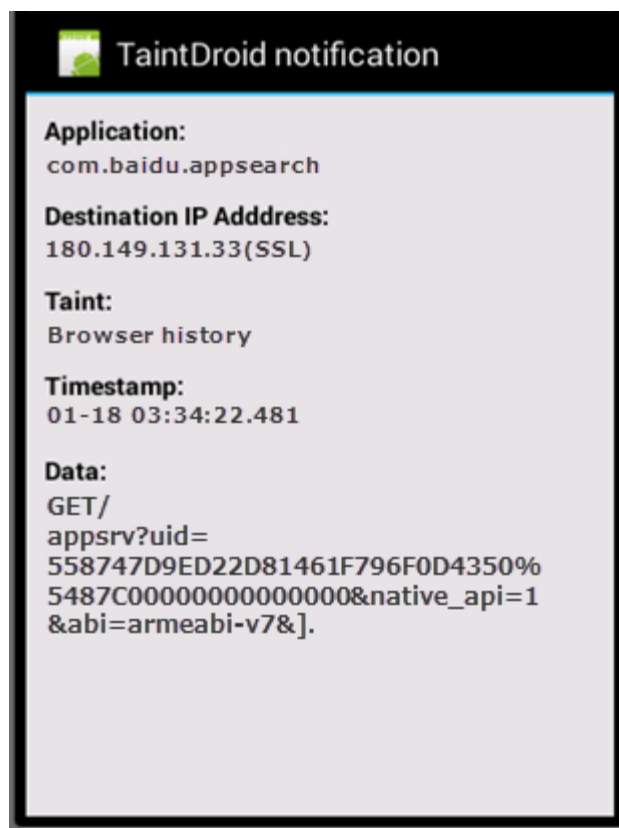 TaintDroid notification
Application:
com.baidu.appsearch
Destination IP Adddress:
180.149.131.33(SSL)
Taint:
Browser history
Timestamp:
01-18 03:34:22.481
Data:
GET/
appsrv?uid=
558747D9ED22D81461F796F0D4350%
5487C00000000000000&native_api=1
&abi=armeabi-v7&].